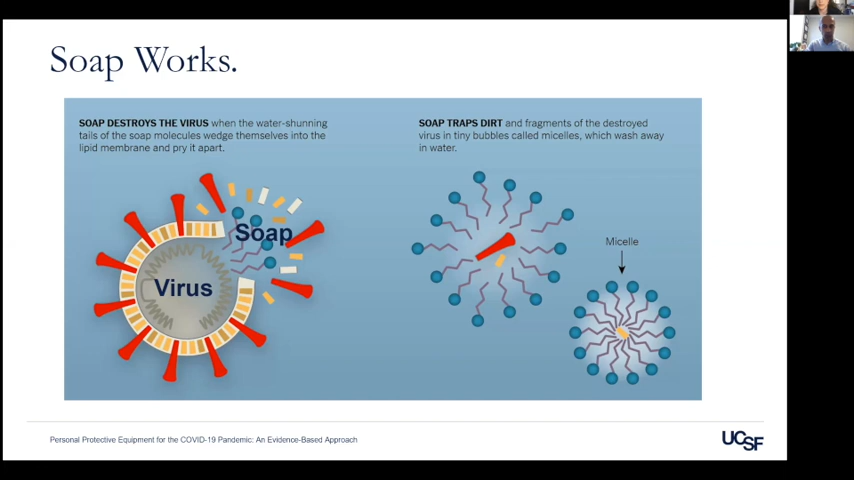 Soap Works.
SOAP DESTROYS THE VIRUS when the water-shunning
tails of the soap molecules wedge themselves into the
lipid membrane and pry it apart.
SOAP TRAPS DIRT and fragments of the destroyed
virus in tiny bubbles called micelles, which wash away
in water.
Soap
Virus
Micelle
Personal Protective Equipment for the COVID-19 Pandemic: An Evidence-Based Approach
UCSF